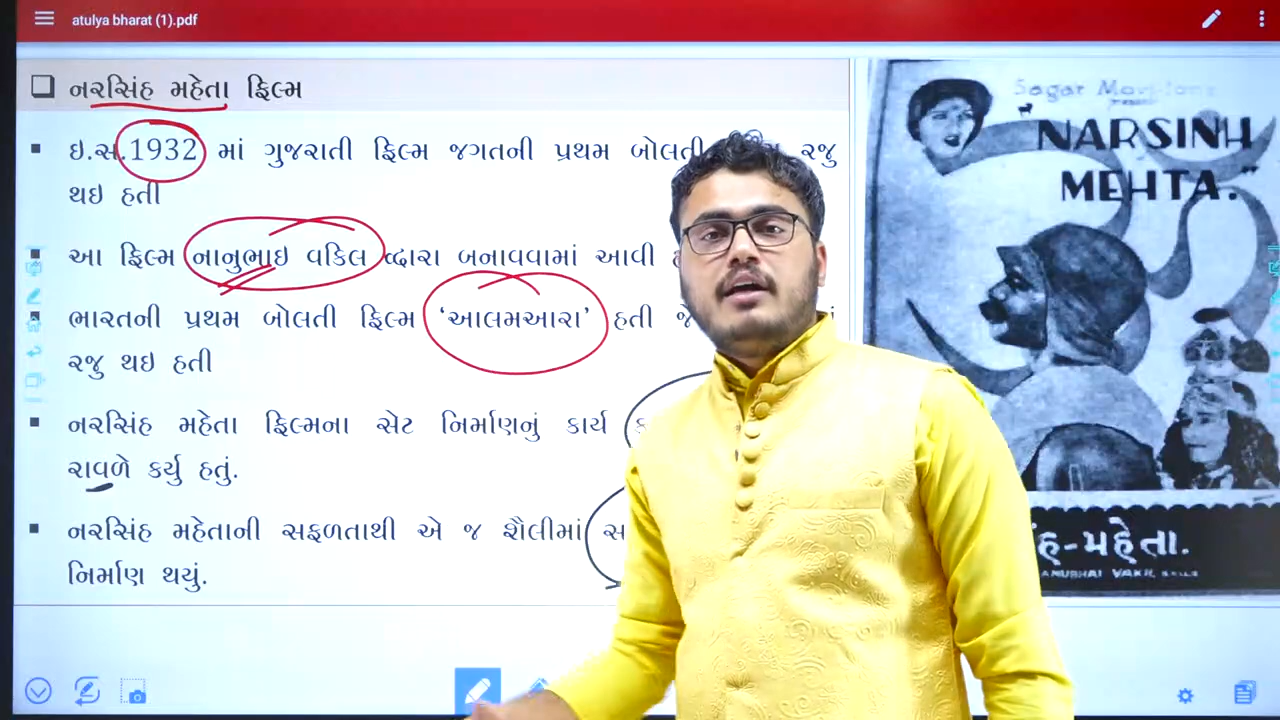 atulya bharat (1).pdf
નરસિંહ મહેતા ફિલ્મ
ઇ.સ.1932 માં ગુજરાતી ફિલ્મ જગતની પ્રથમ બોલતી રજુ
થઇ હતી
આ ફિલ્મ નાનુભાઇ વકિલ વ્દારા બનાવવામાં આવી
ભારતની પ્રથમ બોલતી ફિલ્મ ‘આલમઆરા’ હતી જે
રજુ થઇ હતી
નરસિંહ મહેતા ફિલ્મના સેટ નિર્માણનું કાર્ય
રાવળે કર્યુ હતું.
નરસિંહ મહેતાની સફળતાથી એ જ શૈલીમાં
નિર્માણ થયું.
Sagar
"NARSINH
MEHTA."
મહેતા.
VAKIL